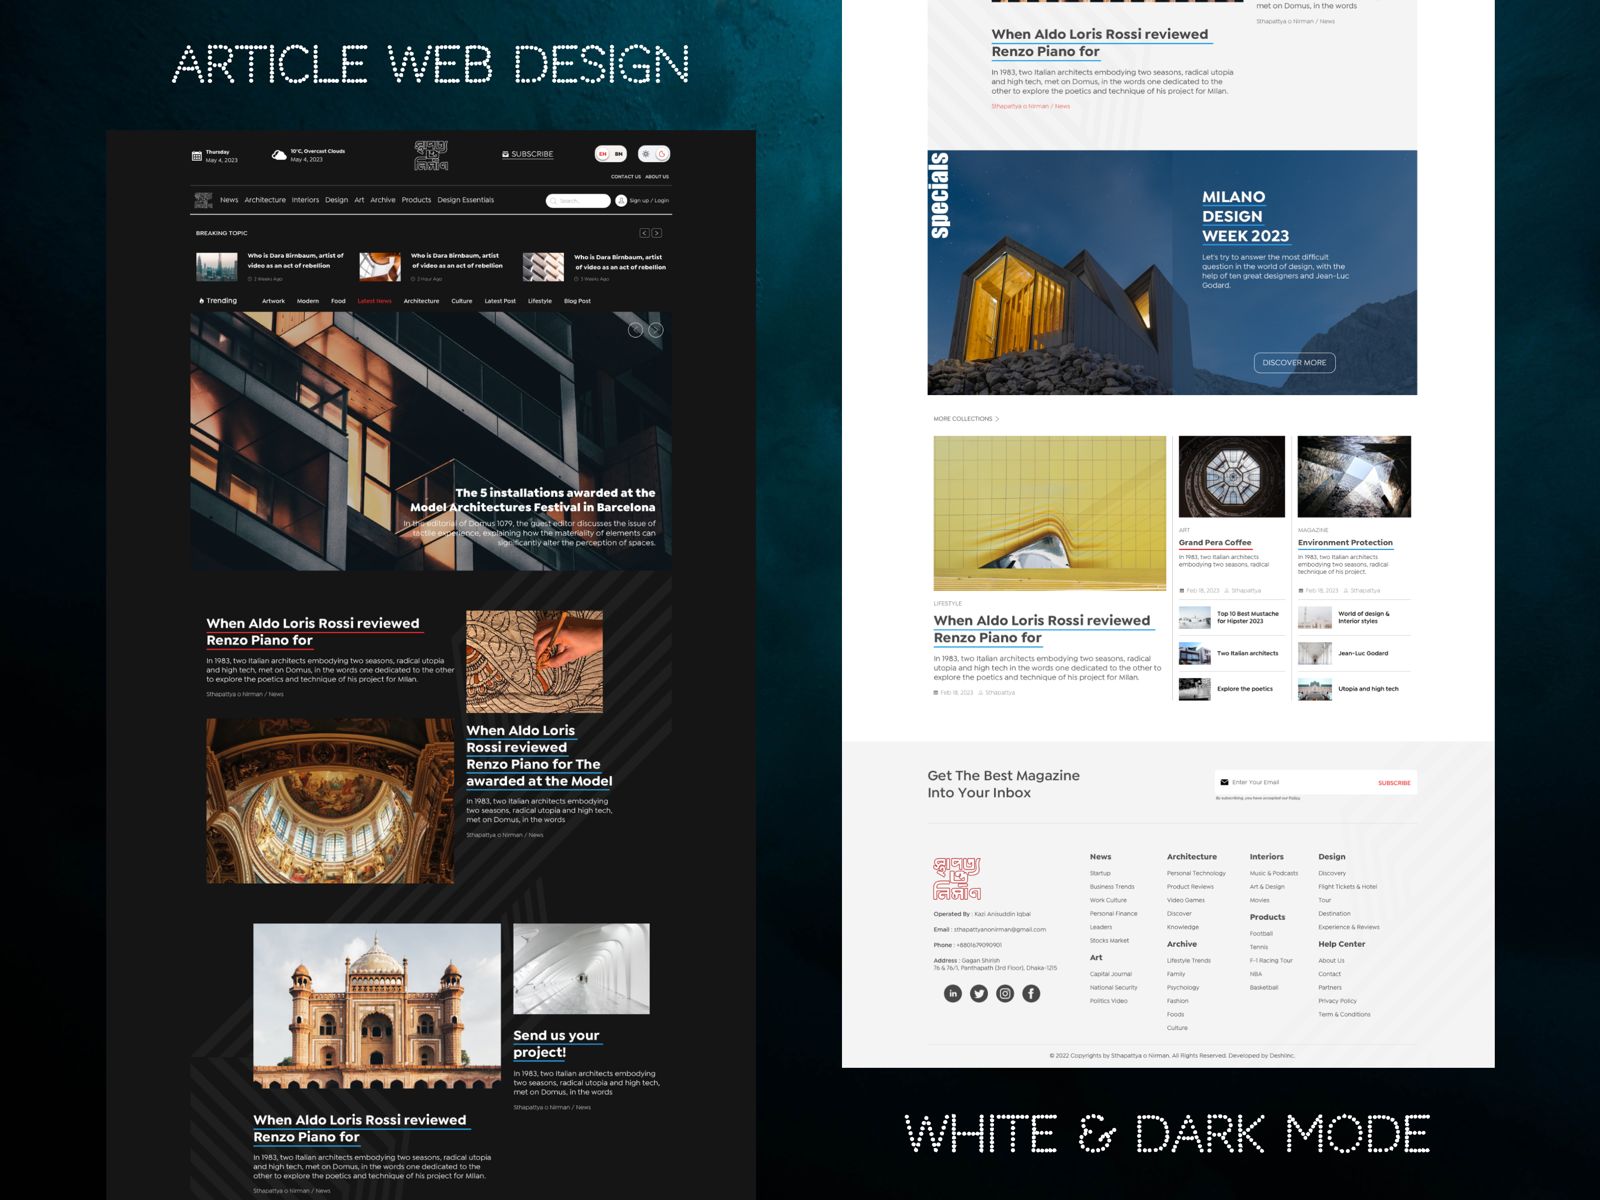 ARTICLE WEB DESIGN
Thursday
May 4, 2023
10°C, Overcast Clouds
May 4, 2023
স্থাপত্য
ও
নির্মাণ
SUBSCRIBE
EN BN
CONTACT US ABOUT US
News Architecture Interiors Design Art Archive Products Design Essentials
Search..
Sign up / Login
BREAKING TOPIC
Who is Dara Birnbaum, artist of
video as an act of rebellion
2 Weeks Ago
Who is Dara Birnbaum, artist
of video as an act of rebellion
2 Hour Ago
Who is Dara Birnbaum, artist
of video as an act of rebellion
3 Weeks Ago
Trending Artwork Modern Food Latest News Architecture Culture Latest Post Lifestyle Blog Post
The 5 installations awarded at the
Model Architectures Festival in Barcelona
In the editorial of Domus 1079, the guest editor discusses the issue of
tactile experience, explaining how the materiality of elements can
significantly alter the perception of spaces.
When Aldo Loris Rossi reviewed
Renzo Piano for
In 1983, two Italian architects embodying two seasons, radical utopia
and high tech, met on Domus, in the words one dedicated to the other
to explore the poetics and technique of his project for Milan.
Sthapattya o Nirman / News
When Aldo Loris
Rossi reviewed
Renzo Piano for The
awarded at the Model
In 1983, two Italian architects embodying
two seasons, radical utopia and high tech,
met on Domus, in the words
Sthapattya o Nirman / News
Send us your
project!
In 1983, two Italian architects embodying
two seasons, radical utopia and high tech,
met on Domus, in the words
Sthapattya o Nirman / News
When Aldo Loris Rossi reviewed
Renzo Piano for
In 1983, two Italian architects embodying two seasons, radical utopia
and high tech, met on Domus, in the words one dedicated to the
other to explore the poetics and technique of his project for Milan.
Sthapattya o Nirman / News
met on Domus, in the words
Sthapattya o Nirman / News
When Aldo Loris Rossi reviewed
Renzo Piano for
In 1983, two Italian architects embodying two seasons, radical utopia
and high tech, met on Domus, in the words one dedicated to the
other to explore the poetics and technique of his project for Milan.
Sthapattya o Nirman / News
specials
MILANO
DESIGN
WEEK 2023
Let's try to answer the most difficult
question in the world of design, with the
help of ten great designers and Jean-Luc
Godard.
DISCOVER MORE
MORE COLLECTIONS
LIFESTYLE
When Aldo Loris Rossi reviewed
Renzo Piano for
In 1983, two Italian architects embodying two seasons, radical
utopia and high tech in the words one dedicated to the other to
explore the poetics and technique of his project for Milan.
Feb 18, 2023 Sthapattya
ART
Grand Pera Coffee
In 1983, two Italian architects
embodying two seasons, radical
Feb 18, 2023 Sthapattya
Top 10 Best Mustache
for Hipster 2023
Two Italian architects
Explore the poetics
MAGAZINE
Environment Protection
In 1983, two Italian architects
embodying two seasons, radical
technique of his project.
Feb 18, 2023 Sthapattya
World of design &
Interior styles
Jean-Luc Godard
Utopia and high tech
Get The Best Magazine
Into Your Inbox
Enter Your Email
SUBSCRIBE
By subscribing, you have accepted our Policy
স্থাপত্য
ও
নির্মাণ
Operated By : Kazi Anisuddin Iqbal
Email : sthapattyanonirman@gmail.com
Phone : +8801679090901
Address : Gagan Shirish
76 & 76/1, Panthapath (3rd Floor), Dhaka-1215
in
News
Startup
Business Trends
Work Culture
Personal Finance
Leaders
Stocks Market
Art
Capital Journal
National Security
Politics Video
Architecture
Personal Technology
Product Reviews
Video Games
Discover
Knowledge
Archive
Lifestyle Trends
Family
Psychology
Fashion
Foods
Culture
Interiors
Music & Podcasts
Art & Design
Movies
Products
Football
Tennis
F-1 Racing Tour
NBA
Basketball
Design
Discovery
Flight Tickets & Hotel
Tour
Destination
Experience & Reviews
Help Center
About Us
Contact
Partners
Privacy Policy
Term & Conditions
© 2022 Copyrights by Sthapattya o Nirman. All Rights Reserved. Developed by DeshInc.
WHITE & DARK MODE